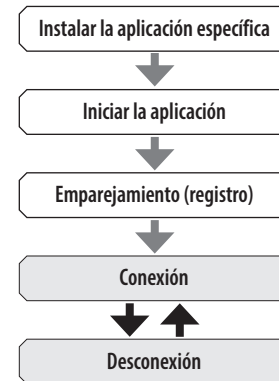 Instalar la aplicación específica
Iniciar la aplicación
Emparejamiento (registro)
Conexión
Desconexión